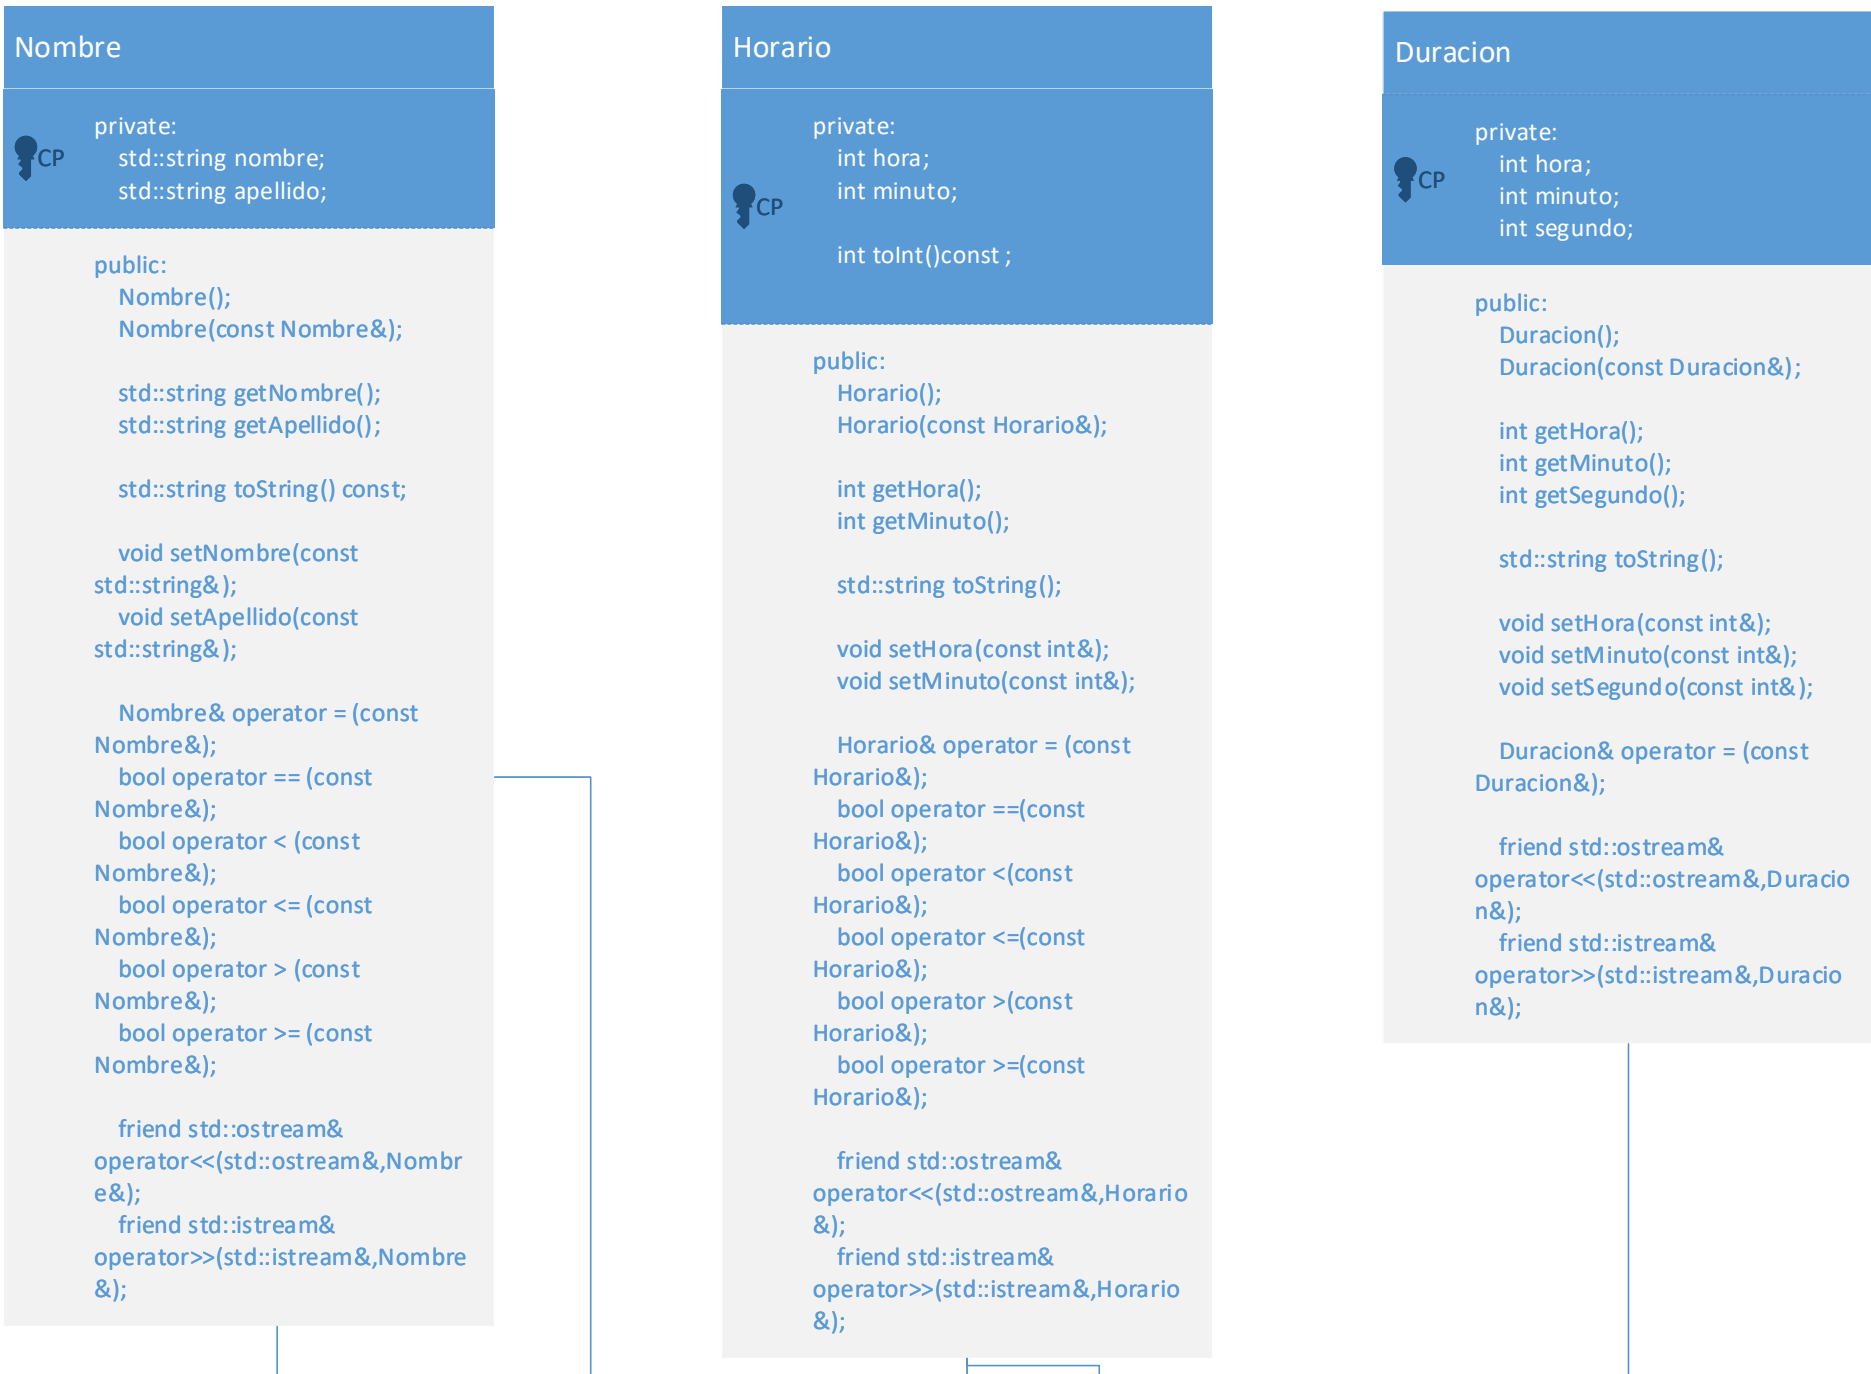 Nombre
CP
private:
std::string nombre;
std::string apellido;
public:
Nombre();
Nombre(const Nombre&);
std::string getNombre();
std::string getApellido();
std::string toString() const;
void setNombre(const
std::string&);
void setApellido(const
std::string&);
Nombre& operator = (const
Nombre&);
bool operator == (const
Nombre&);
bool operator < (const
Nombre&);
bool operator <= (const
Nombre&);
bool operator > (const
Nombre&);
bool operator >= (const
Nombre&);
friend std::ostream&
operator<<(std::ostream&,Nombr
e&);
friend std::istream&
operator>>(std::istream&,Nombre
&);
Horario
CP
private:
int hora;
int minuto;
int toInt()const ;
public:
Horario();
Horario(const Horario&);
int getHora();
int getMinuto();
std::string toString();
void setHora(const int&);
void setMinuto(const int&);
Horario& operator = (const
Horario&);
bool operator ==(const
Horario&);
bool operator <(const
Horario&);
bool operator <=(const
Horario&);
bool operator >(const
Horario&);
bool operator >=(const
Horario&);
friend std::ostream&
operator<<(std::ostream&,Horario
&);
friend std::istream&
operator>>(std::istream&,Horario
&);
Duracion
CP
private:
int hora;
int minuto;
int segundo;
public:
Duracion();
Duracion(const Duracion&);
int getHora();
int getMinuto();
int getSegundo();
std::string toString();
void setHora(const int&);
void setMinuto(const int&);
void setSegundo(const int&);
Duracion& operator = (const
Duracion&);
friend std::ostream&
operator<<(std::ostream&,Duracio
n&);
friend std::istream&
operator>>(std::istream&,Duracio
n&);